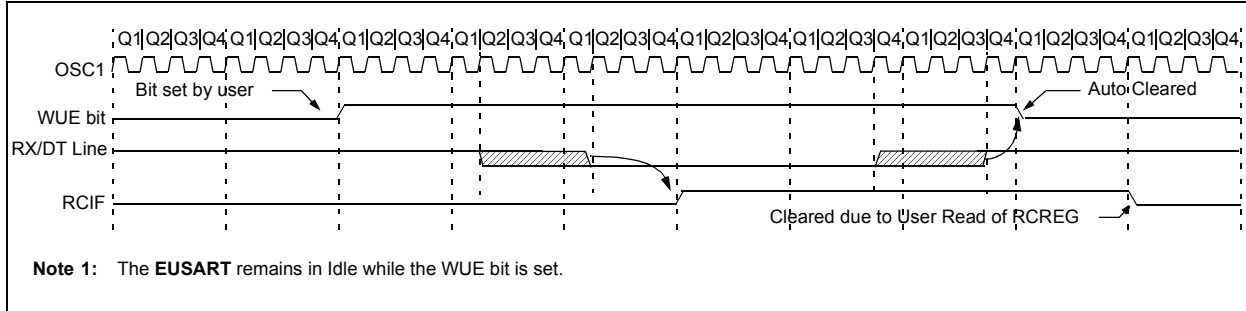 Q1 Q2 Q3 Q4 Q1 Q2 Q3 Q4 Q1 Q2 Q3 Q4 Q1 Q2 Q3 Q4 Q1 Q2 Q3 Q4 Q1 Q2 Q3 Q4 Q1 Q2 Q3 Q4 Q1 Q2 Q3 Q4 Q1 Q2 Q3 Q4 Q1 Q2 Q3 Q4
OSC1
Bit set by user
Auto Cleared
WUE bit
RX/DT Line
RCIF
Cleared due to User Read of RCREG
Note 1: The EUSART remains in Idle while the WUE bit is set.